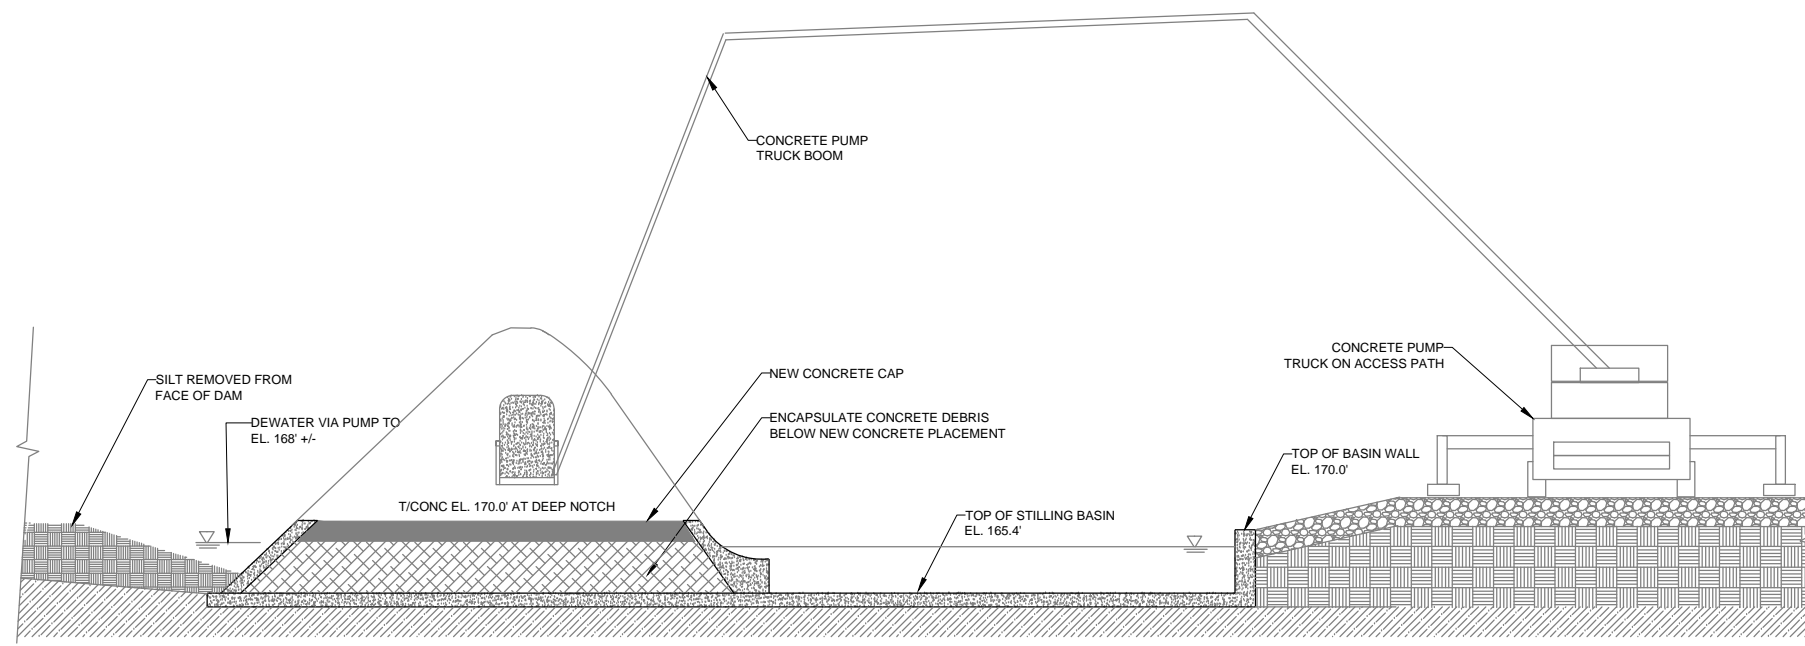 CONCRETE PUMP
TRUCK BOOM
CONCRETE PUMP
TRUCK ON ACCESS PATH
SILT REMOVED FROM
FACE OF DAM
NEW CONCRETE CAP
DEWATER VIA PUMP TO
EL. 168' +/-
ENCAPSULATE CONCRETE DEBRIS
BELOW NEW CONCRETE PLACEMENT
TOP OF BASIN WALL
EL. 170.0'
T/CONC EL. 170.0' AT DEEP NOTCH
TOP OF STILLING BASIN
EL. 165.4'